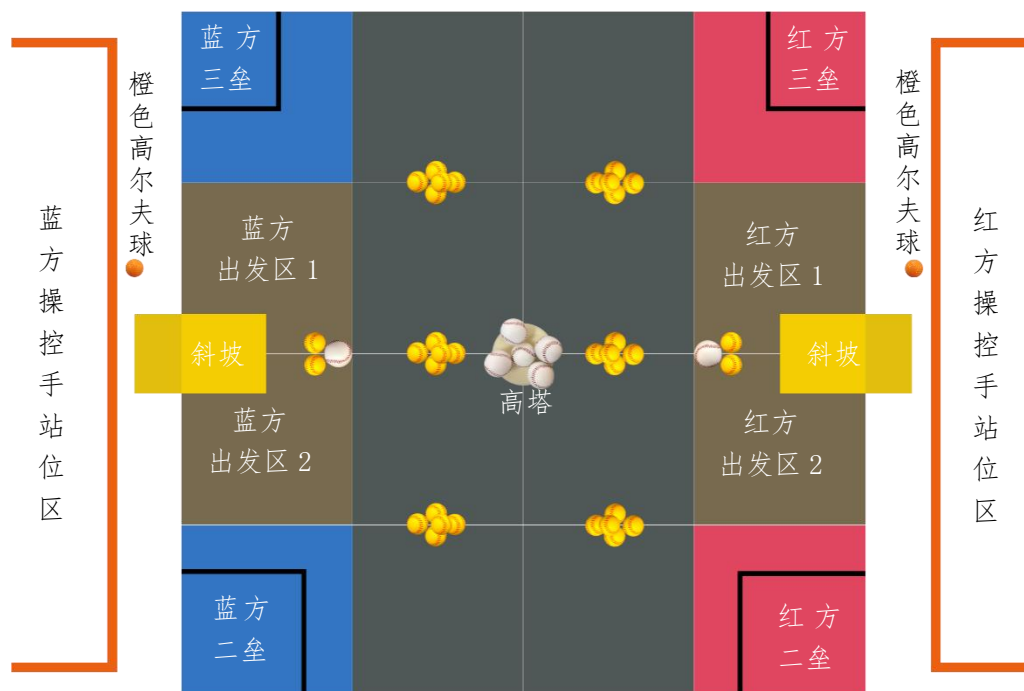 蓝方操控手站位区
橙色高尔夫球
蓝方
三垒
红方
三垒
橙色高尔夫球
红方操控手站位区
蓝方
出发区1
红方
出发区1
斜坡
高塔
斜坡
蓝方
出发区2
红方
出发区2
蓝方
二垒
红方
二垒